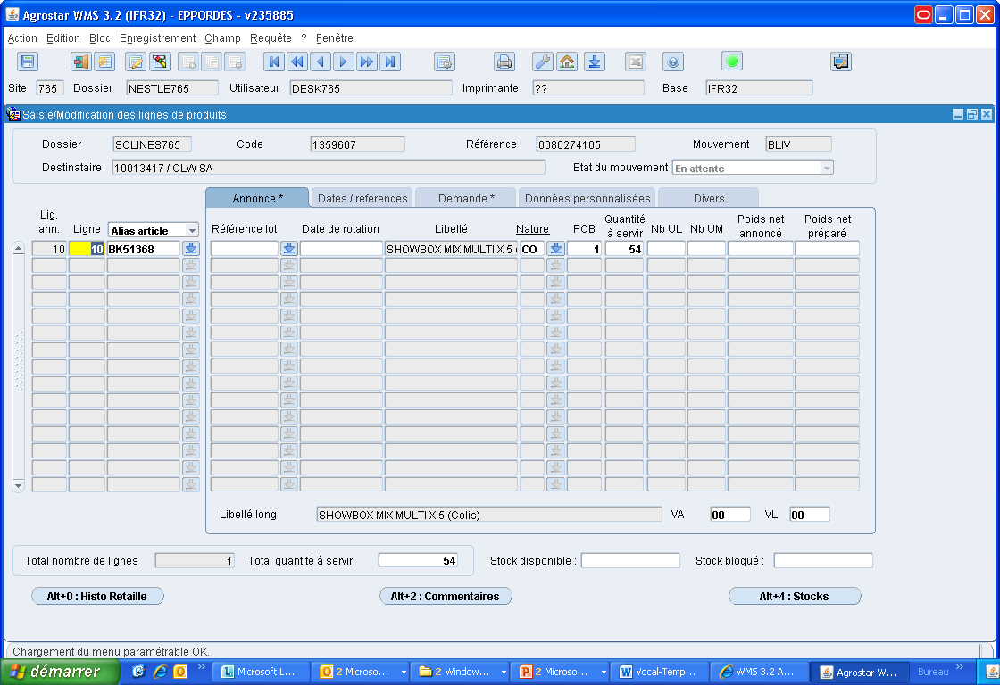 Agrostar WMS 3.2 (IFR32) - EPPORDES - v235885
Action Edition Bloc Enregistrement Champ Requête ? Fenêtre
Site 765 Dossier NESTLE765 Utilisateur DESK765 Imprimante ?? Base IFR32
Saisie/Modification des lignes de produits
Dossier SOLINES765 Code 1359607 Référence 0080274105 Mouvement BLIV
Destinataire 10013417 / CLW SA Etat du mouvement En attente
Annonce * Dates / références Demande * Données personnalisées Divers
Lig. ann. Ligne Alias article Référence lot Date de rotation Libellé Nature PCB Quantité à servir Nb UL Nb UM Poids net annoncé Poids net préparé
10 10 BK51368 SHOWBOX MIX MULTI X 5 ( CO 1 54
Libellé long SHOWBOX MIX MULTI X 5 (Colis) VA 00 VL 00
Total nombre de lignes 1 Total quantité à servir 54 Stock disponible : Stock bloqué :
Alt+0 : Histo Retaille Alt+2 : Commentaires Alt+4 : Stocks
Chargement du menu paramétrable OK.
démarrer » Microsoft L... 2 Microso... 2 Window... 2 Microso... Vocal-Temp... WMS 3.2 A... Agrostar W... Bureau »